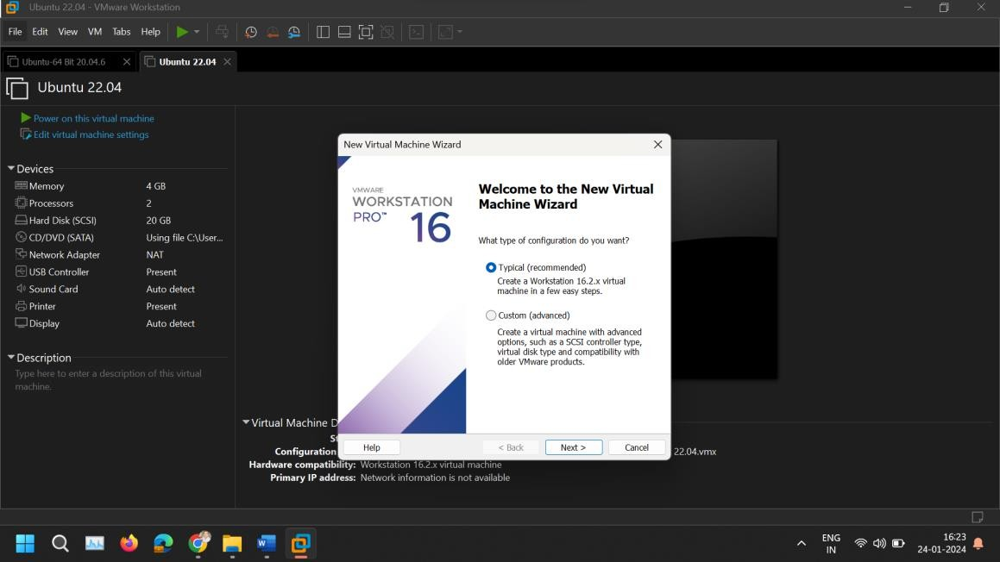 Ubuntu 22.04 - VMware Workstation
File Edit View VM Tabs Help
Ubuntu-64 Bit 20.04.6 Ubuntu 22.04
Ubuntu 22.04
Power on this virtual machine
Edit virtual machine settings
Devices
Memory 4 GB
Processors 2
Hard Disk (SCSI) 20 GB
CD/DVD (SATA) Using file C:\User...
Network Adapter NAT
USB Controller Present
Sound Card Auto detect
Printer Present
Display Auto detect
Description
Type here to enter a description of this virtual
machine.
New Virtual Machine Wizard
VMWARE
WORKSTATION
PRO™ 16
Welcome to the New Virtual
Machine Wizard
What type of configuration do you want?
Typical (recommended)
Create a Workstation 16.2.x virtual
machine in a few easy steps.
Custom (advanced)
Create a virtual machine with advanced
options, such as a SCSI controller type,
virtual disk type and compatibility with
older VMware products.
Help < Back Next > Cancel
Virtual Machine D
St
Configuration 22.04.vmx
Hardware compatibility: Workstation 16.2.x virtual machine
Primary IP address: Network information is not available
ENG
IN
16:23
24-01-2024